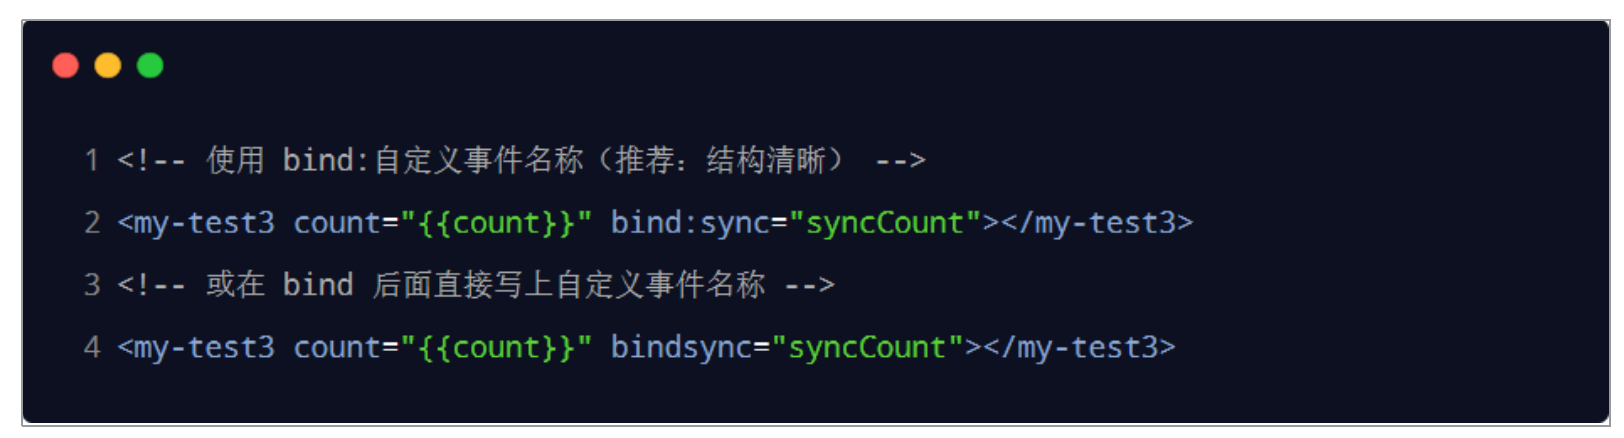 1 <!-- 使用 bind:自定义事件名称（推荐：结构清晰） -->
2 <my-test3 count="{{count}}" bind:sync="syncCount"></my-test3>
3 <!-- 或在 bind 后面直接写上自定义事件名称 -->
4 <my-test3 count="{{count}}" bindsync="syncCount"></my-test3>